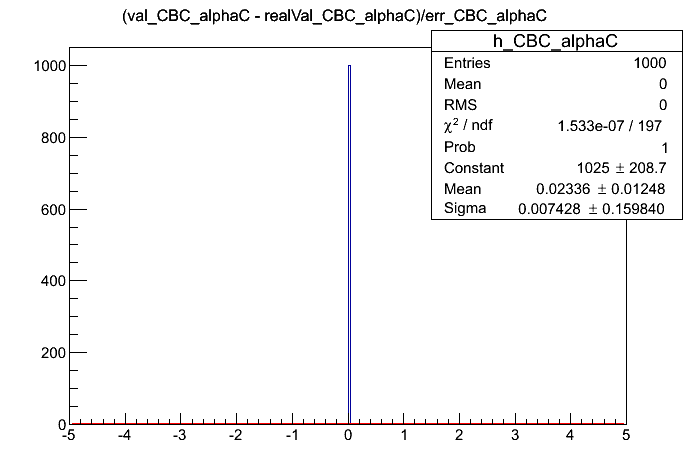 (val_CBC_alphaC - realVal_CBC_alphaC)/err_CBC_alphaC
h_CBC_alphaC
Entries 1000
Mean 0
RMS 0
χ² / ndf 1.533e-07 / 197
Prob 1
Constant 1025 ± 208.7
Mean 0.02336 ± 0.01248
Sigma 0.007428 ± 0.159840
1000
800
600
400
200
0
-5 -4 -3 -2 -1 0 1 2 3 4 5